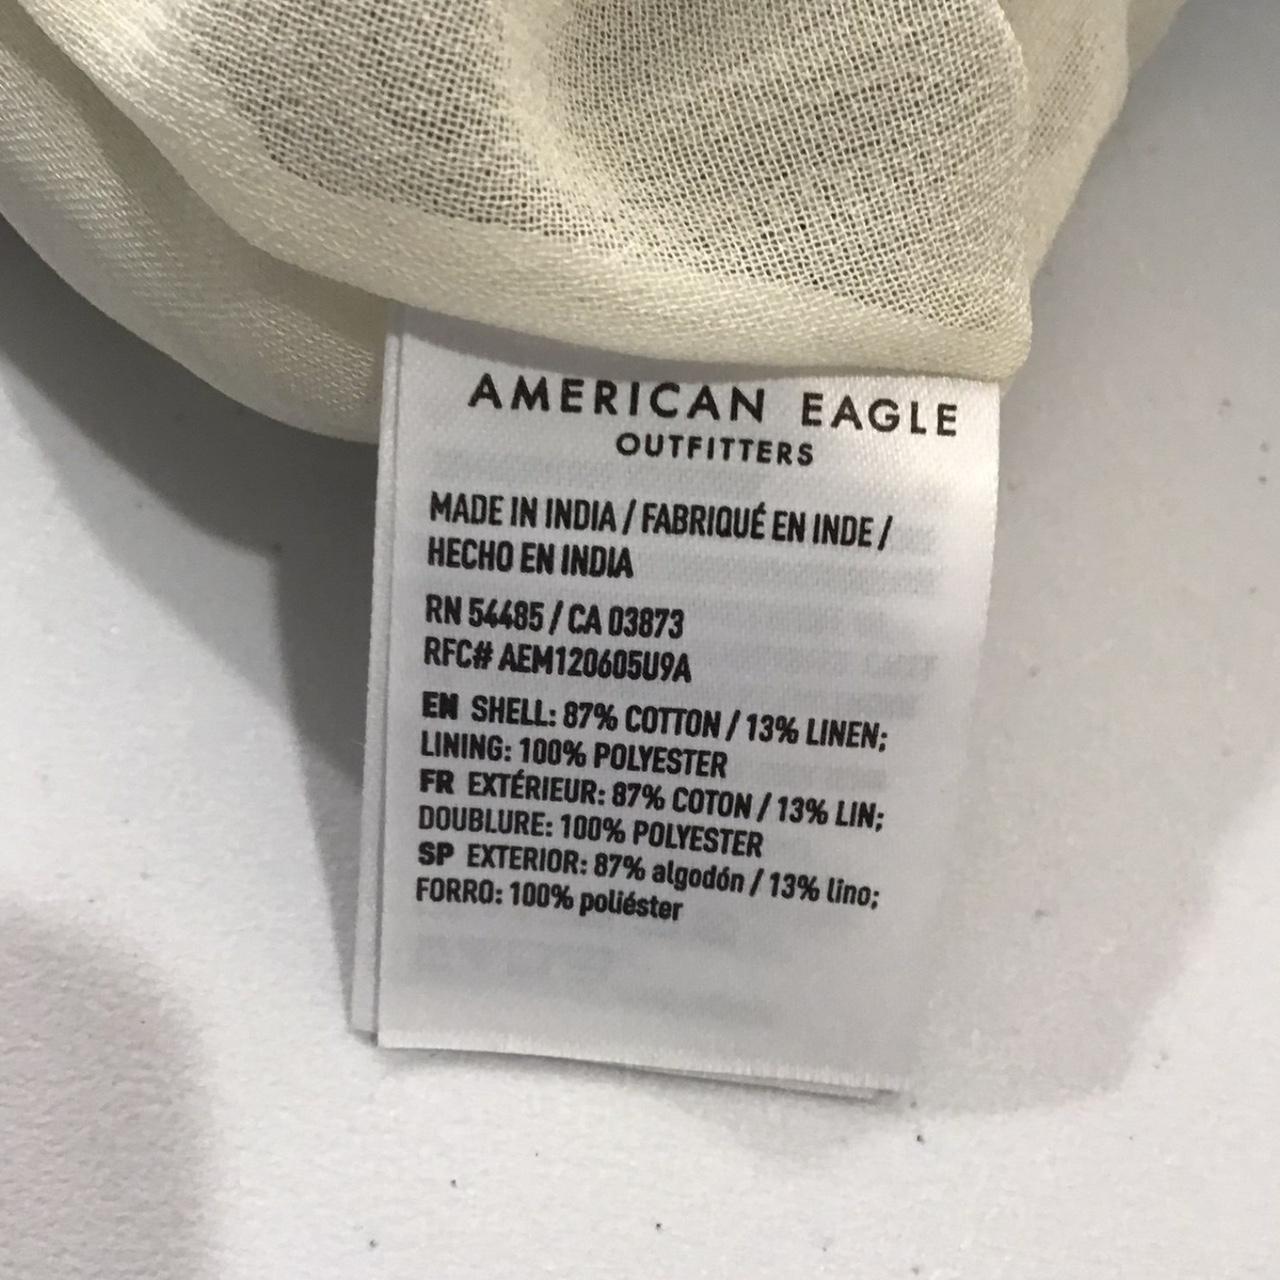 AMERICAN EAGLE
OUTFITTERS
MADE IN INDIA / FABRIQUÉ EN INDE /
HECHO EN INDIA
RN 54485 / CA 03873
RFC# AEM120605U9A
EN SHELL: 87% COTTON / 13% LINEN;
LINING: 100% POLYESTER
FR EXTÉRIEUR: 87% COTON / 13% LIN;
DOUBLURE: 100% POLYESTER
SP EXTERIOR: 87% algodón / 13% lino;
FORRO: 100% poliéster